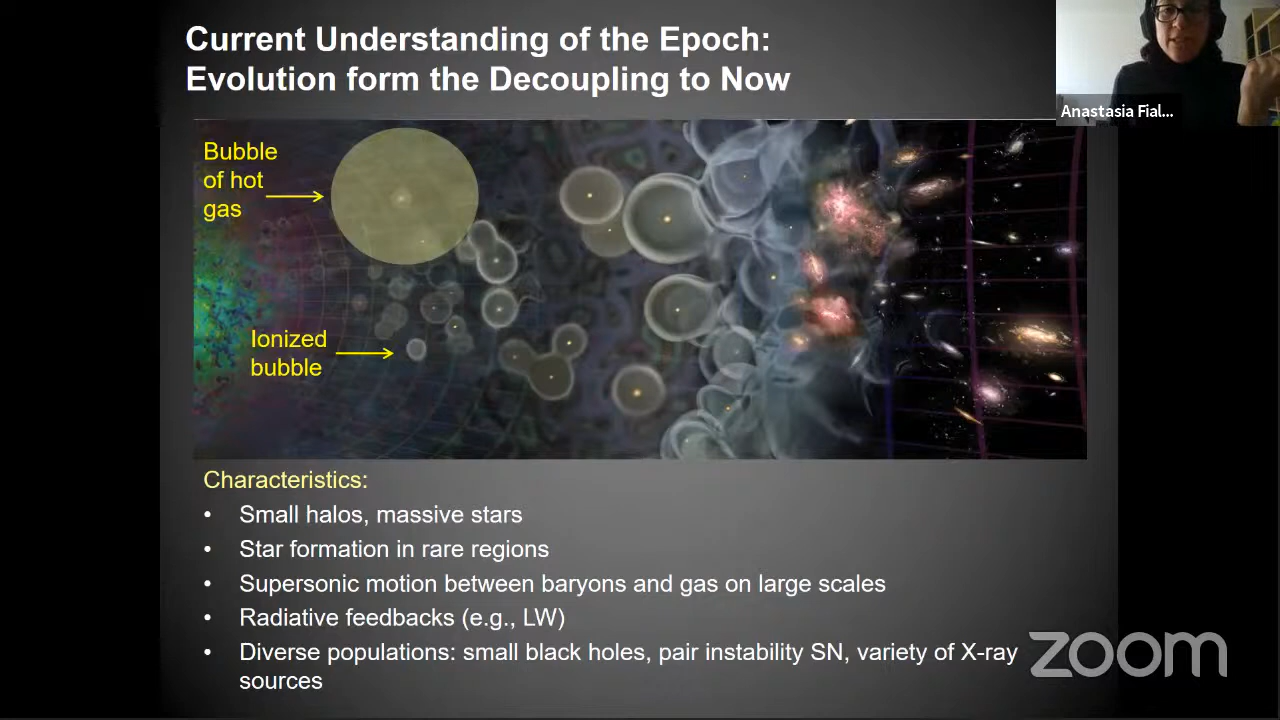 Current Understanding of the Epoch:
Evolution form the Decoupling to Now
Anastasia Fial...
Bubble
of hot
gas
Ionized
bubble
Characteristics:
• Small halos, massive stars
• Star formation in rare regions
• Supersonic motion between baryons and gas on large scales
• Radiative feedbacks (e.g., LW)
• Diverse populations: small black holes, pair instability SN, variety of X-ray
sources
zoom